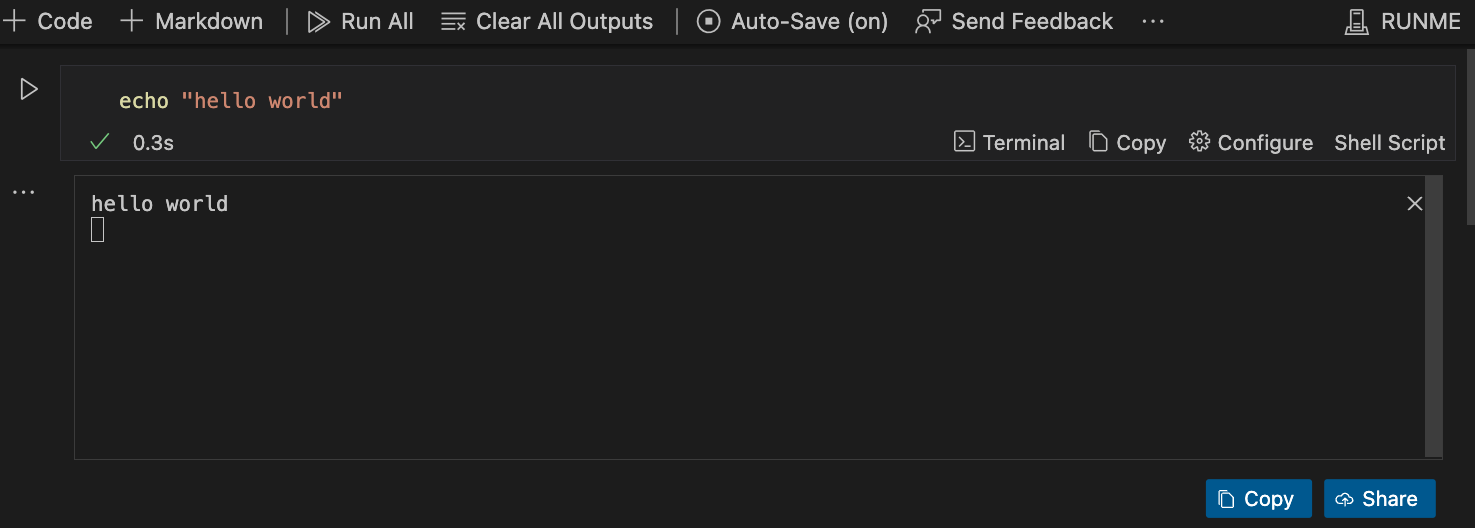 Code Markdown Run All Clear All Outputs Auto-Save (on) Send Feedback ... RUNME
echo "hello world"
0.3s Terminal Copy Configure Shell Script
hello world
Copy Share